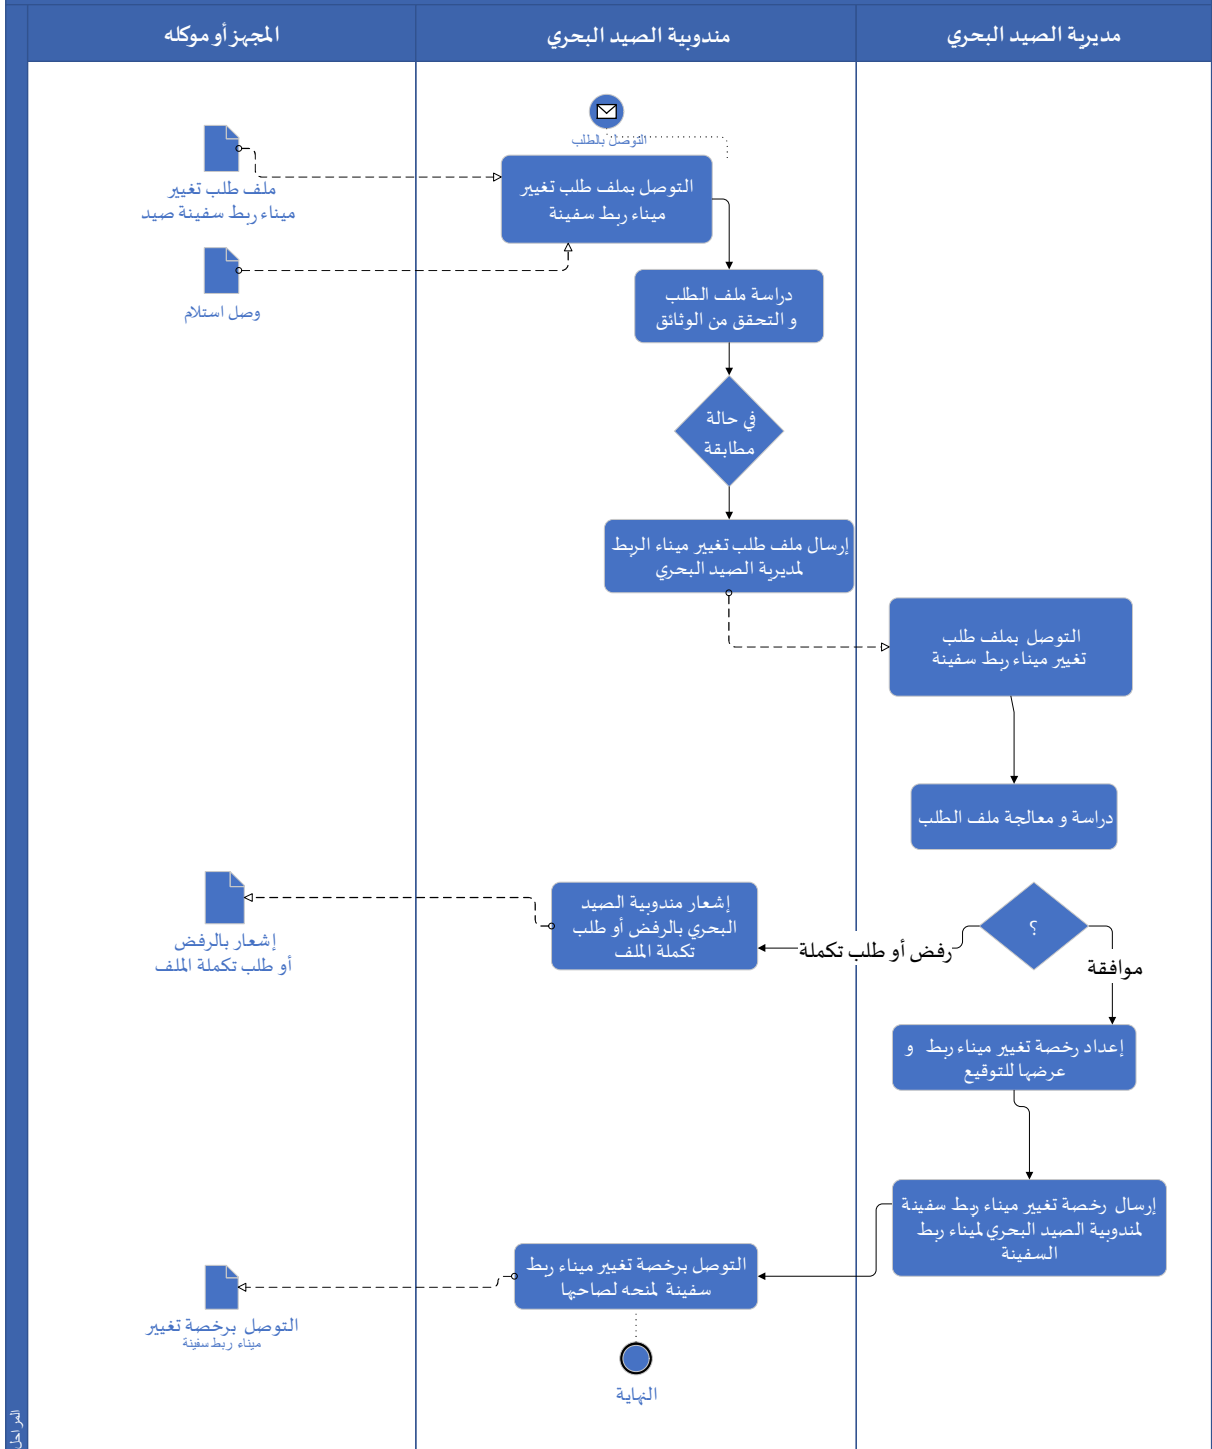 مديرية الصيد البحري
مندوبية الصيد البحري
المجهز أو موكله
التوصل بالطلب
ملف طلب تغيير
ميناء ربط سفينة صيد
التوصل بملف طلب تغيير
ميناء ربط سفينة
وصل استلام
دراسة ملف الطلب
و التحقق من الوثائق
في حالة
مطابقة
إرسال ملف طلب تغيير ميناء الربط
لمديرية الصيد البحري
التوصل بملف طلب
تغيير ميناء ربط سفينة
دراسة و معالجة ملف الطلب
؟
موافقة
رفض أو طلب تكملة
إشعار مندوبية الصيد
البحري بالرفض أو طلب
تكملة الملف
إشعار بالرفض
أو طلب تكملة الملف
إعداد رخصة تغيير ميناء ربط و
عرضها للتوقيع
إرسال رخصة تغيير ميناء ربط سفينة
لمندوبية الصيد البحري لميناء ربط
السفينة
التوصل برخصة تغيير ميناء ربط
سفينة لمنحه لصاحبها
التوصل برخصة تغيير
ميناء ربط سفينة
النهاية
المراحل